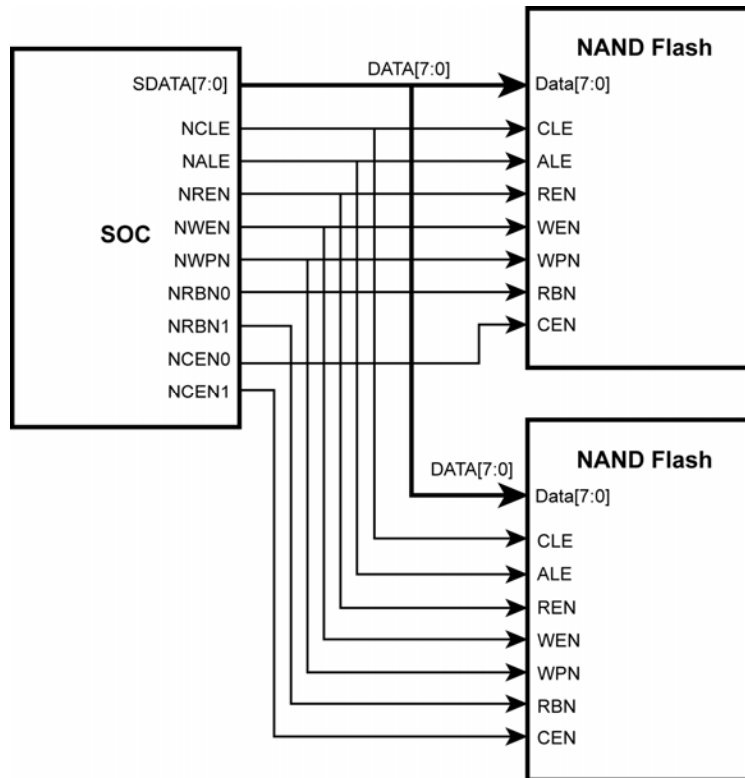 SOC
SDATA[7:0]
NCLE
NALE
NREN
NWEN
NWPN
NRBN0
NRBN1
NCEN0
NCEN1
DATA[7:0]
NAND Flash
Data[7:0]
CLE
ALE
REN
WEN
WPN
RBN
CEN
DATA[7:0]
NAND Flash
Data[7:0]
CLE
ALE
REN
WEN
WPN
RBN
CEN